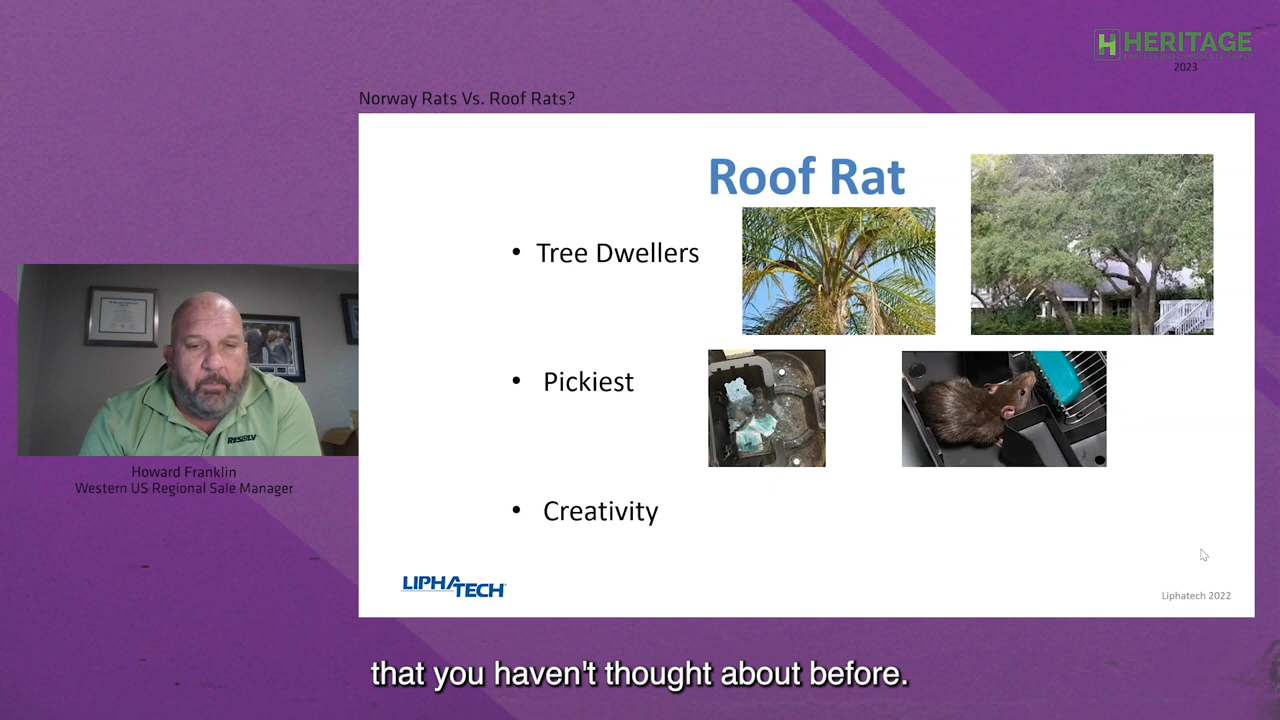 HERITAGE
2023
Norway Rats Vs. Roof Rats?
Roof Rat
• Tree Dwellers
• Pickiest
RESOLV
Howard Franklin
Western US Regional Sale Manager
• Creativity
LIPHATECH
Liphatech 2022
that you haven't thought about before.